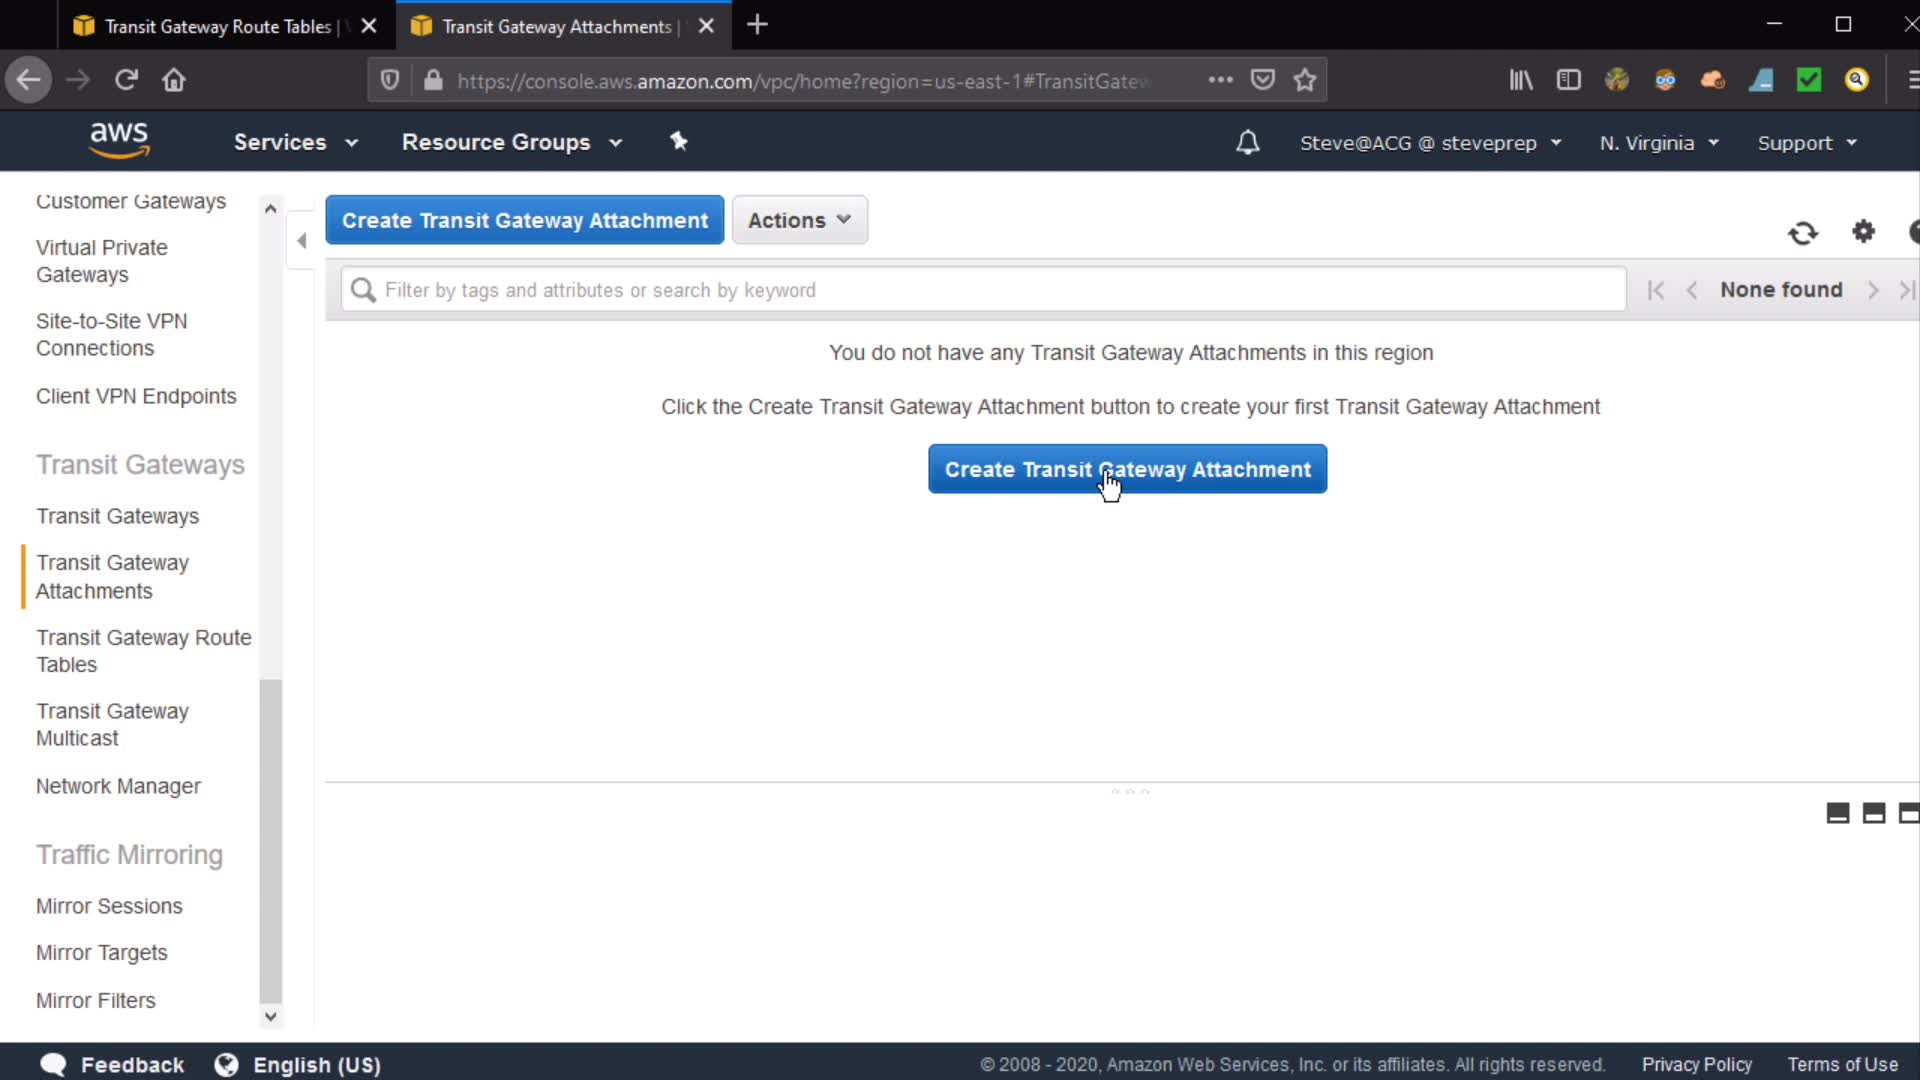 Transit Gateway Route Tables |
Transit Gateway Attachments |
https://console.aws.amazon.com/vpc/home?region=us-east-1#TransitGatew
aws
Services
Resource Groups
Steve@ACG @ steveprep
N. Virginia
Support
Customer Gateways
Virtual Private
Gateways
Site-to-Site VPN
Connections
Client VPN Endpoints
Transit Gateways
Transit Gateways
Transit Gateway
Attachments
Transit Gateway Route
Tables
Transit Gateway
Multicast
Network Manager
Traffic Mirroring
Mirror Sessions
Mirror Targets
Mirror Filters
Create Transit Gateway Attachment
Actions
Filter by tags and attributes or search by keyword
None found
You do not have any Transit Gateway Attachments in this region
Click the Create Transit Gateway Attachment button to create your first Transit Gateway Attachment
Create Transit Gateway Attachment
Feedback
English (US)
© 2008 - 2020, Amazon Web Services, Inc. or its affiliates. All rights reserved.
Privacy Policy
Terms of Use